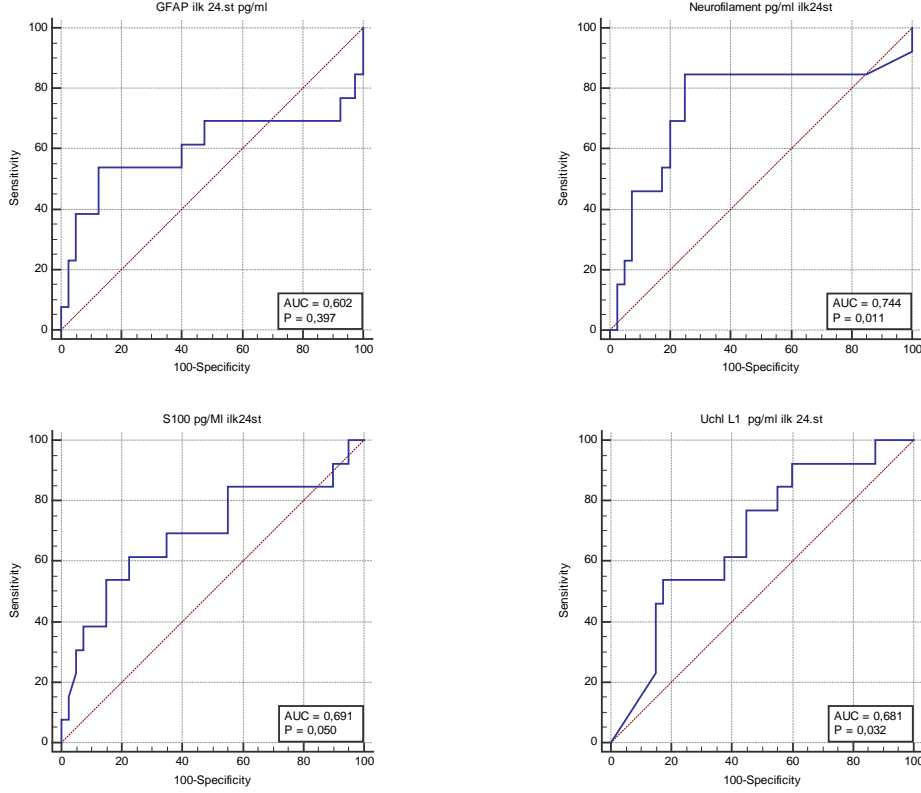 GFAP ilk 24.st pg/ml
100
80
60
40
20
0
Sensitivity
AUC = 0,602
P = 0,397
0 20 40 60 80 100
100-Specificity
Neurofilament pg/ml ilk24st
100
80
60
40
20
0
Sensitivity
AUC = 0,744
P = 0,011
0 20 40 60 80 100
100-Specificity
S100 pg/Ml ilk24st
100
80
60
40
20
0
Sensitivity
AUC = 0,691
P = 0,050
0 20 40 60 80 100
100-Specificity
Uchl L1 pg/ml ilk 24.st
100
80
60
40
20
0
Sensitivity
AUC = 0,681
P = 0,032
0 20 40 60 80 100
100-Specificity